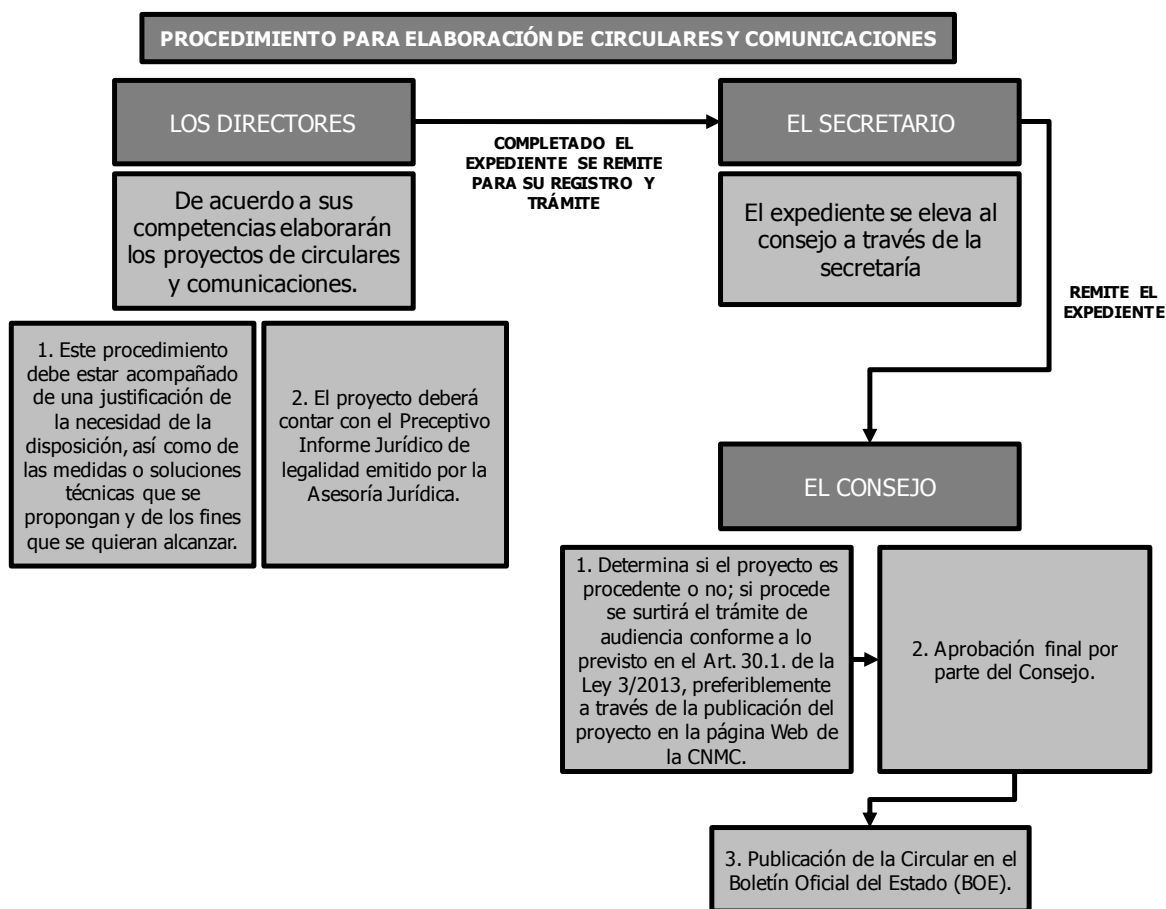 PROCEDIMIENTO PARA ELABORACIÓN DE CIRCULARES Y COMUNICACIONES
LOS DIRECTORES
COMPLETADO EL
EXPEDIENTE SE REMITE
PARA SU REGISTRO Y
TRÁMITE
EL SECRETARIO
De acuerdo a sus
competencias elaborarán
los proyectos de circulares
y comunicaciones.
El expediente se eleva al
consejo a través de la
secretaría
REMITE EL
EXPEDIENTE
1. Este procedimiento
debe estar acompañado
de una justificación de
la necesidad de la
disposición, así como de
las medidas o soluciones
técnicas que se
propongan y de los fines
que se quieran alcanzar.
2. El proyecto deberá
contar con el Preceptivo
Informe Jurídico de
legalidad emitido por la
Asesoría Jurídica.
EL CONSEJO
1. Determina si el proyecto es
procedente o no; si procede
se surtirá el trámite de
audiencia conforme a lo
previsto en el Art. 30.1. de la
Ley 3/2013, preferiblemente
a través de la publicación del
proyecto en la página Web de
la CNMC.
2. Aprobación final por
parte del Consejo.
3. Publicación de la Circular en el
Boletín Oficial del Estado (BOE).